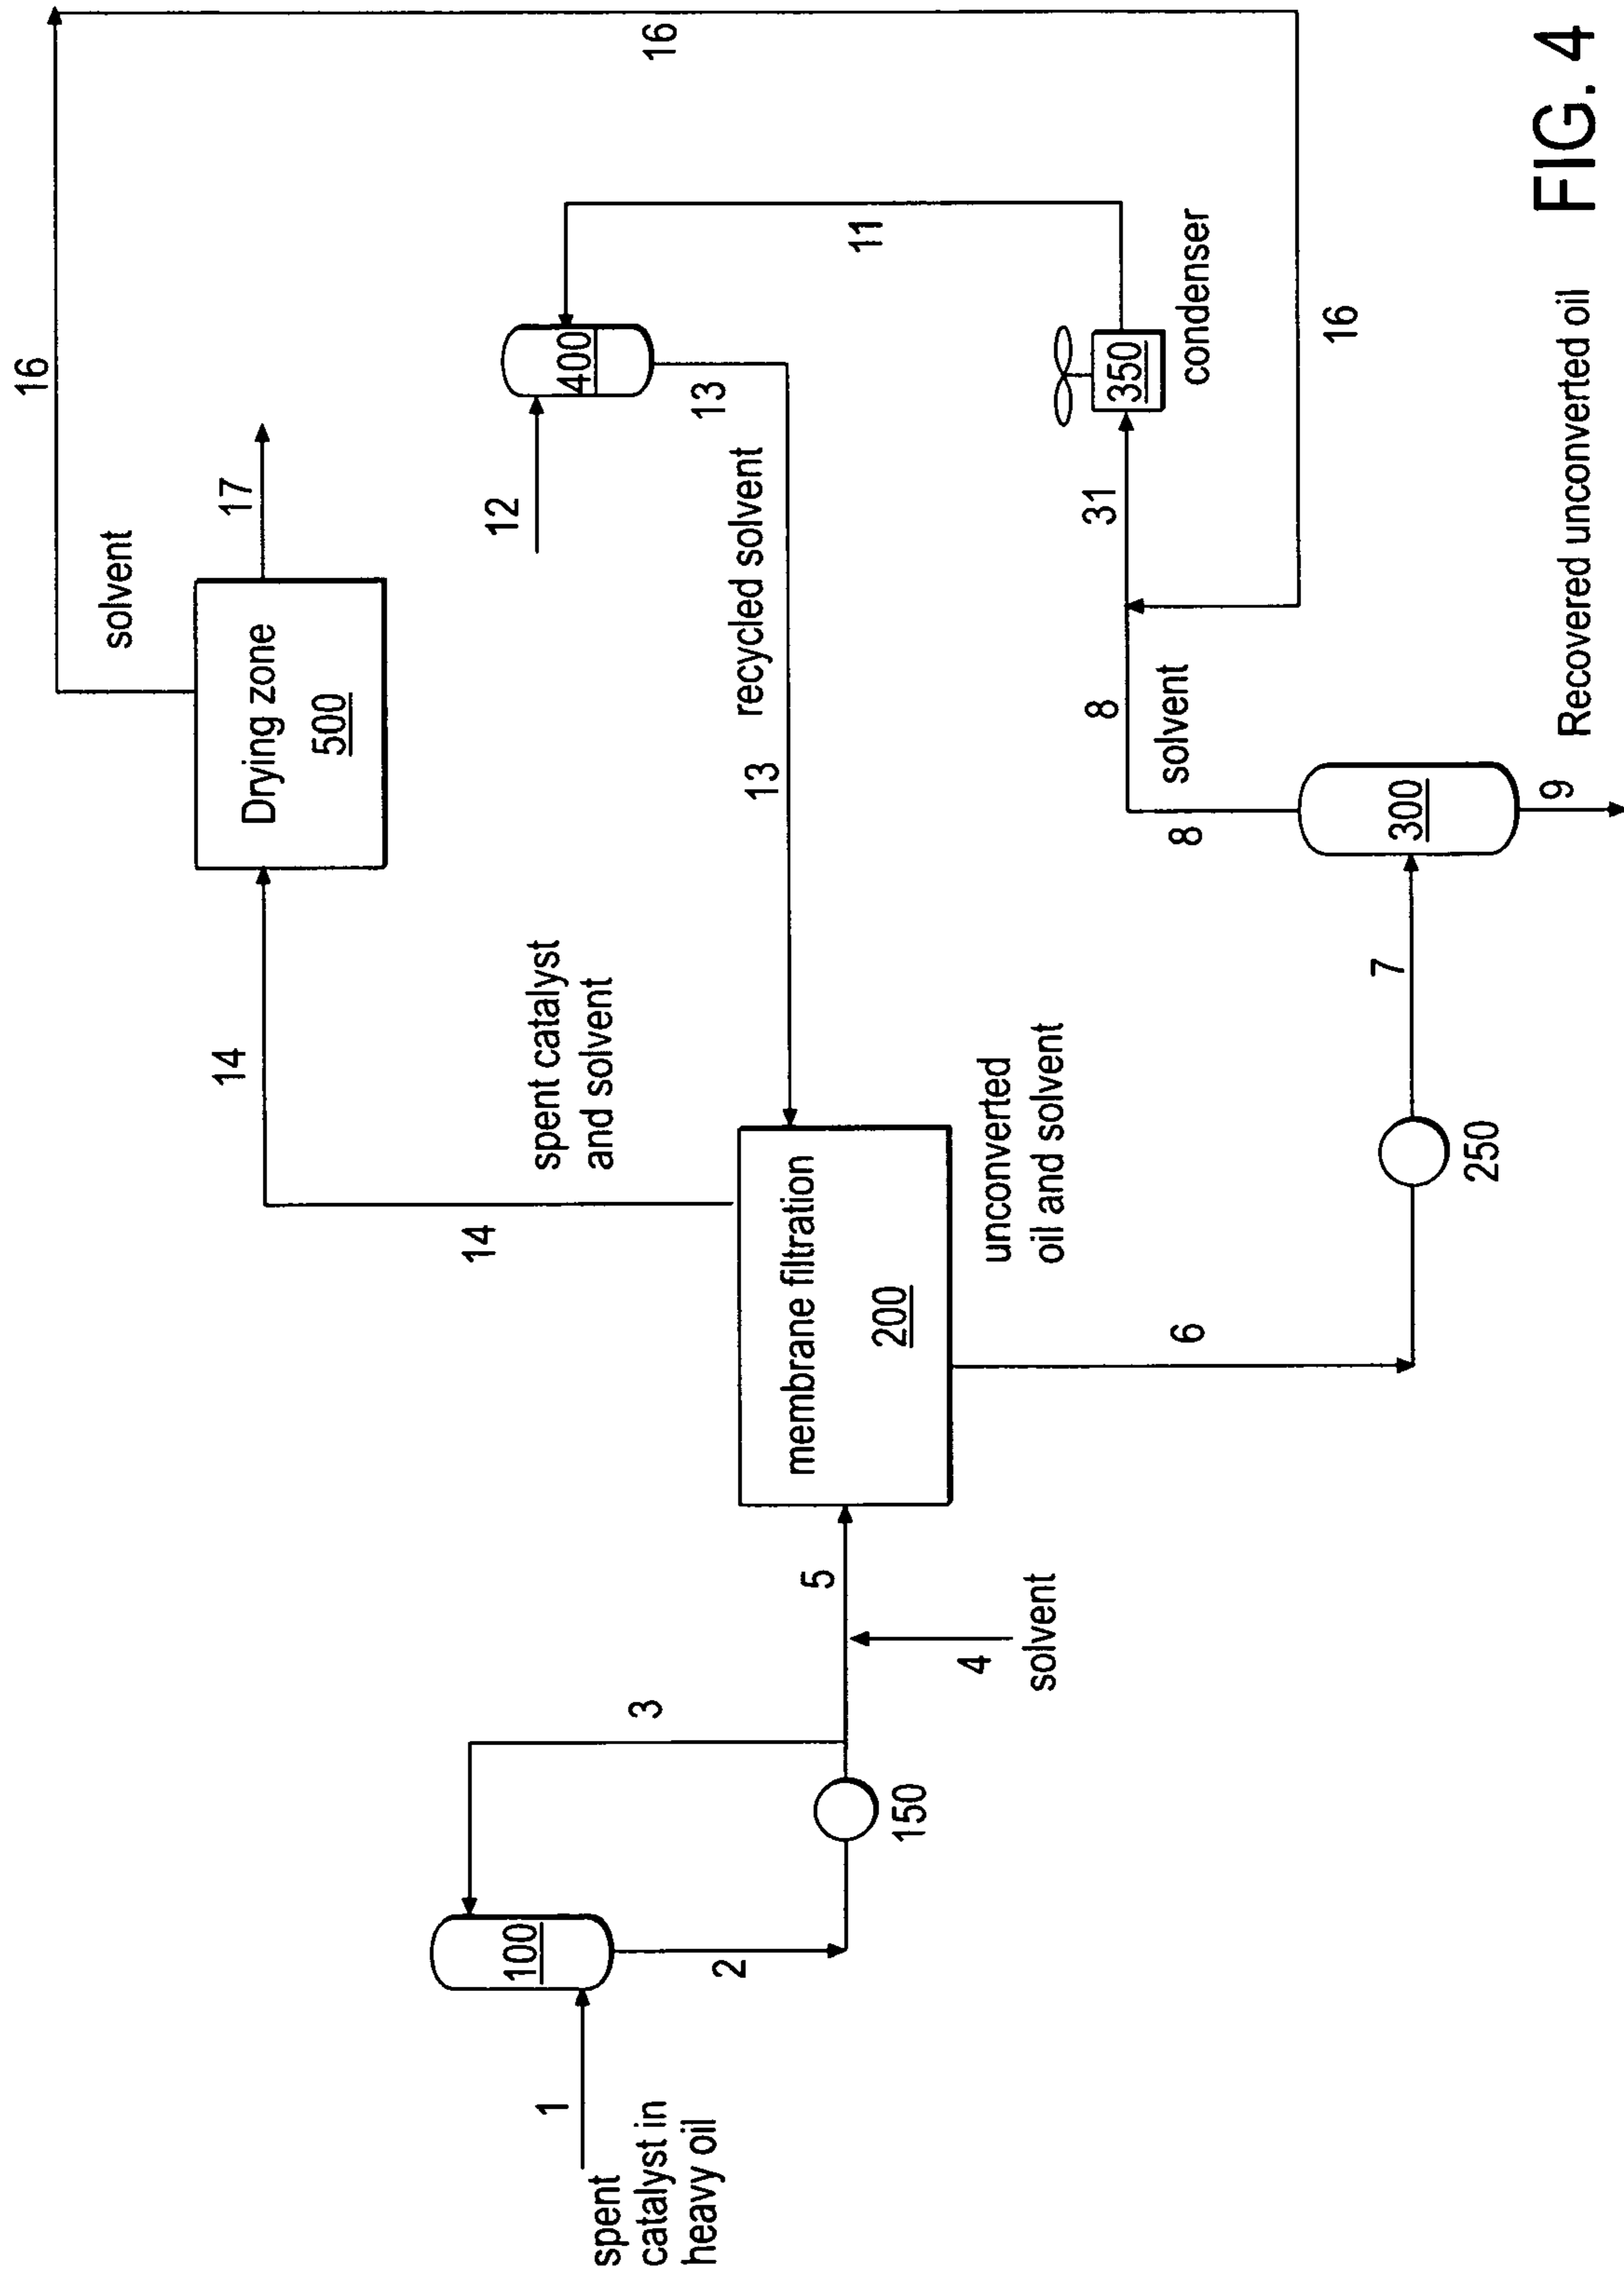 16
16
solvent
17
Drying zone
500
14
12
400
13
11
spent catalyst
and solvent
14
recycled solvent
13
membrane filtration
200
100
3
1
spent
catalyst in
heavy oil
2
150
5
4
solvent
unconverted
oil and solvent
6
250
7
8
8
solvent
31
350
condenser
16
300
9
Recovered unconverted oil
FIG. 4